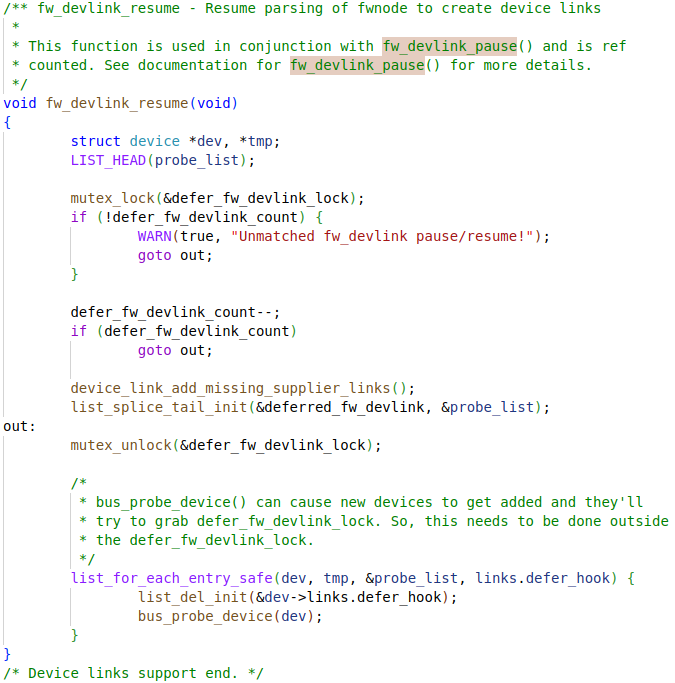 /** fw_devlink_resume - Resume parsing of fwnode to create device links
 *
 * This function is used in conjunction with fw_devlink_pause() and is ref
 * counted. See documentation for fw_devlink_pause() for more details.
 */
void fw_devlink_resume(void)
{
        struct device *dev, *tmp;
        LIST_HEAD(probe_list);

        mutex_lock(&defer_fw_devlink_lock);
        if (!defer_fw_devlink_count) {
                WARN(true, "Unmatched fw_devlink pause/resume!");
                goto out;
        }

        defer_fw_devlink_count--;
        if (defer_fw_devlink_count)
                goto out;

        device_link_add_missing_supplier_links();
        list_splice_tail_init(&deferred_fw_devlink, &probe_list);
out:
        mutex_unlock(&defer_fw_devlink_lock);

        /*
         * bus_probe_device() can cause new devices to get added and they'll
         * try to grab defer_fw_devlink_lock. So, this needs to be done outside
         * the defer_fw_devlink_lock.
         */
        list_for_each_entry_safe(dev, tmp, &probe_list, links.defer_hook) {
                list_del_init(&dev->links.defer_hook);
                bus_probe_device(dev);
        }
}
/* Device links support end. */